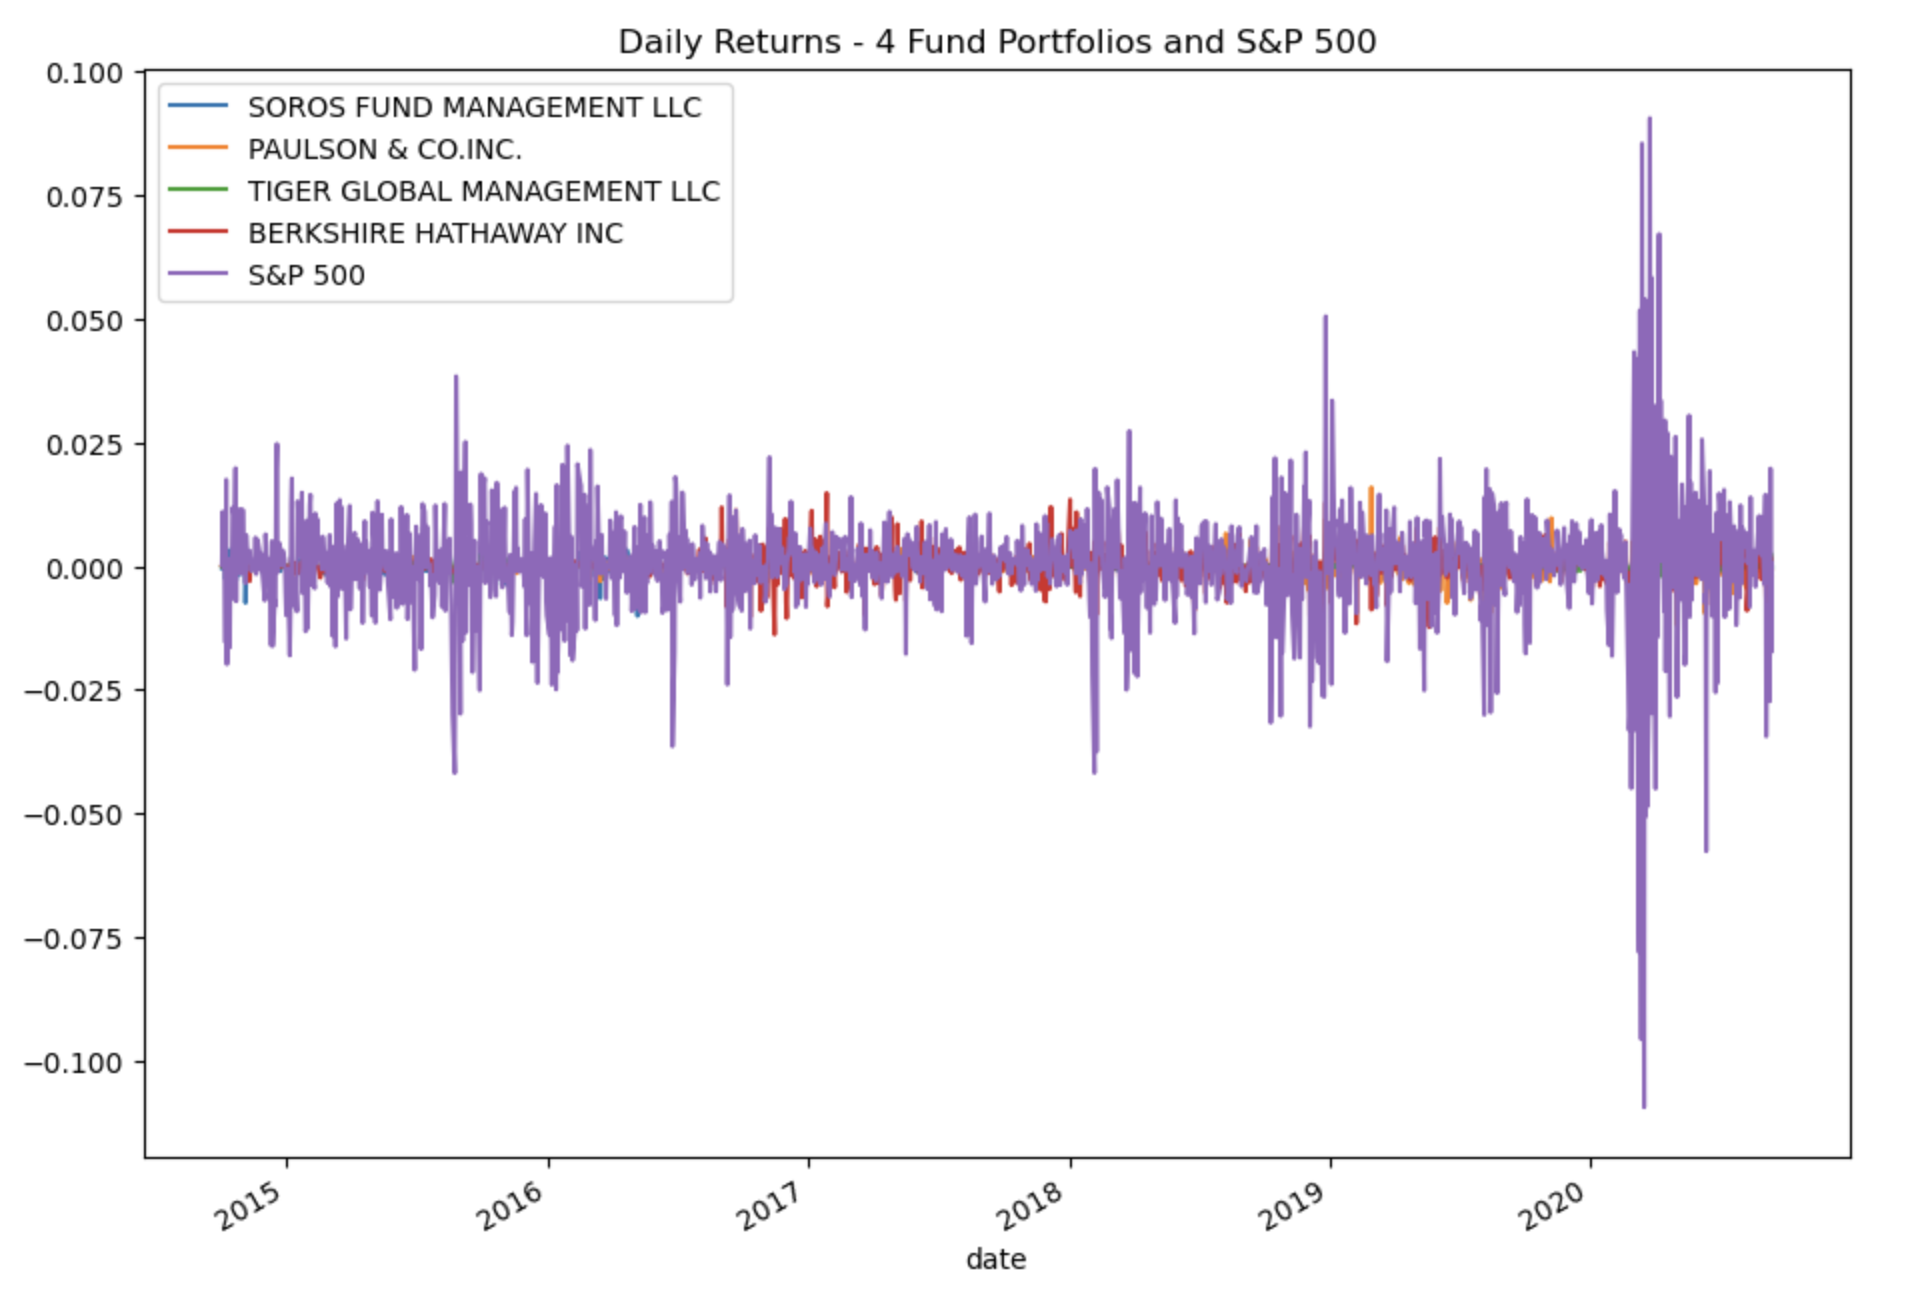 Daily Returns - 4 Fund Portfolios and S&P 500
0.100
0.075
0.050
0.025
0.000
−0.025
−0.050
−0.075
−0.100
SOROS FUND MANAGEMENT LLC
PAULSON & CO.INC.
TIGER GLOBAL MANAGEMENT LLC
BERKSHIRE HATHAWAY INC
S&P 500
2015
2016
2017
2018
2019
2020
date